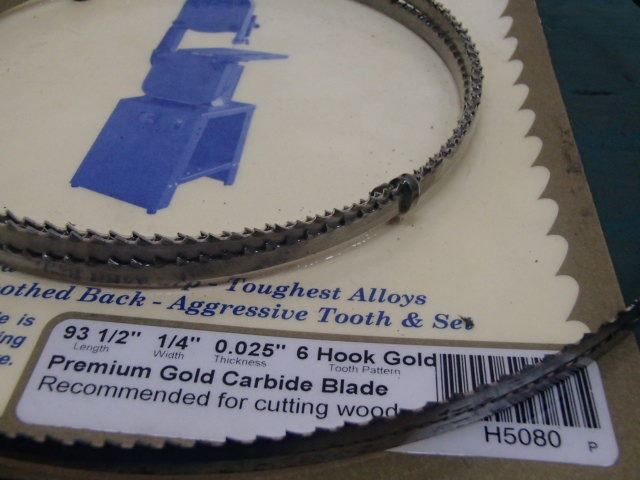 - Toughest Alloys
Back - Aggressive Tooth & Set
is
93 1/2" 1/4" 0.025" 6 Hook Gold
Length Width Thickness Tooth Pattern
Premium Gold Carbide Blade
Recommended for cutting wood
H5080 P